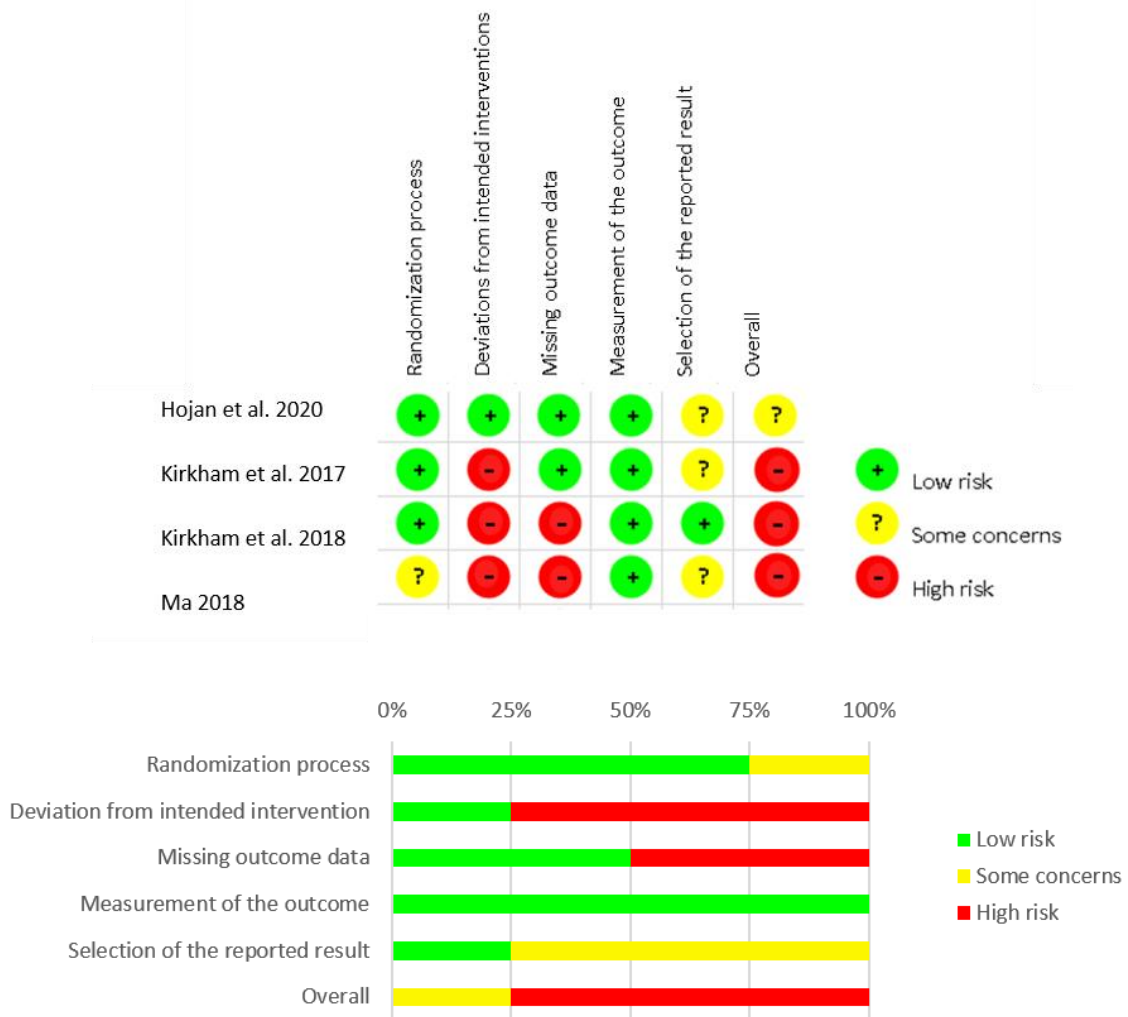 Randomization process
Deviations from intended interventions
Missing outcome data
Measurement of the outcome
Selection of the reported result
Overall
Hojan et al. 2020
+ + + + ? ?
Kirkham et al. 2017
+ - + + ? -
Kirkham et al. 2018
+ - - + + -
Ma 2018
? - - + ? -
+ Low risk
? Some concerns
- High risk
0% 25% 50% 75% 100%
Randomization process
Deviation from intended intervention
Missing outcome data
Measurement of the outcome
Selection of the reported result
Overall
Low risk
Some concerns
High risk